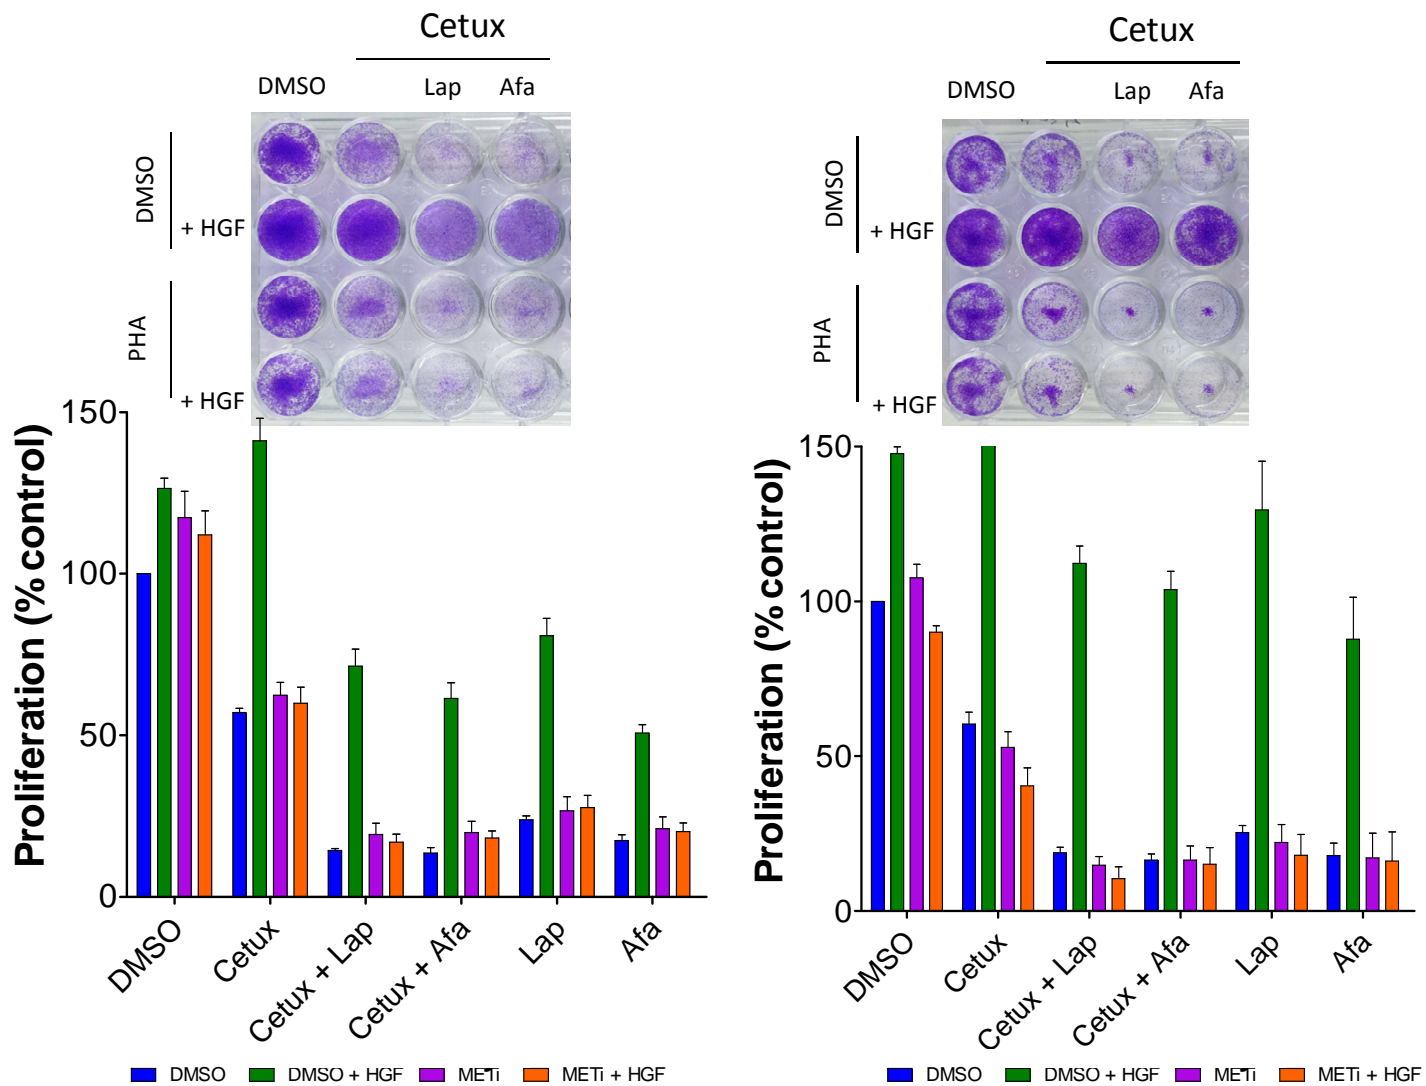 Cetux
DMSO Lap Afa
DMSO
+ HGF
PHA
+ HGF
Proliferation (% control)
150
100
50
0
DMSO
Cetux
Cetux + Lap
Cetux + Afa
Lap
Afa
DMSO DMSO + HGF METi METi + HGF
Cetux
DMSO Lap Afa
DMSO
+ HGF
PHA
+ HGF
Proliferation (% control)
150
100
50
0
DMSO
Cetux
Cetux + Lap
Cetux + Afa
Lap
Afa
DMSO DMSO + HGF METi METi + HGF